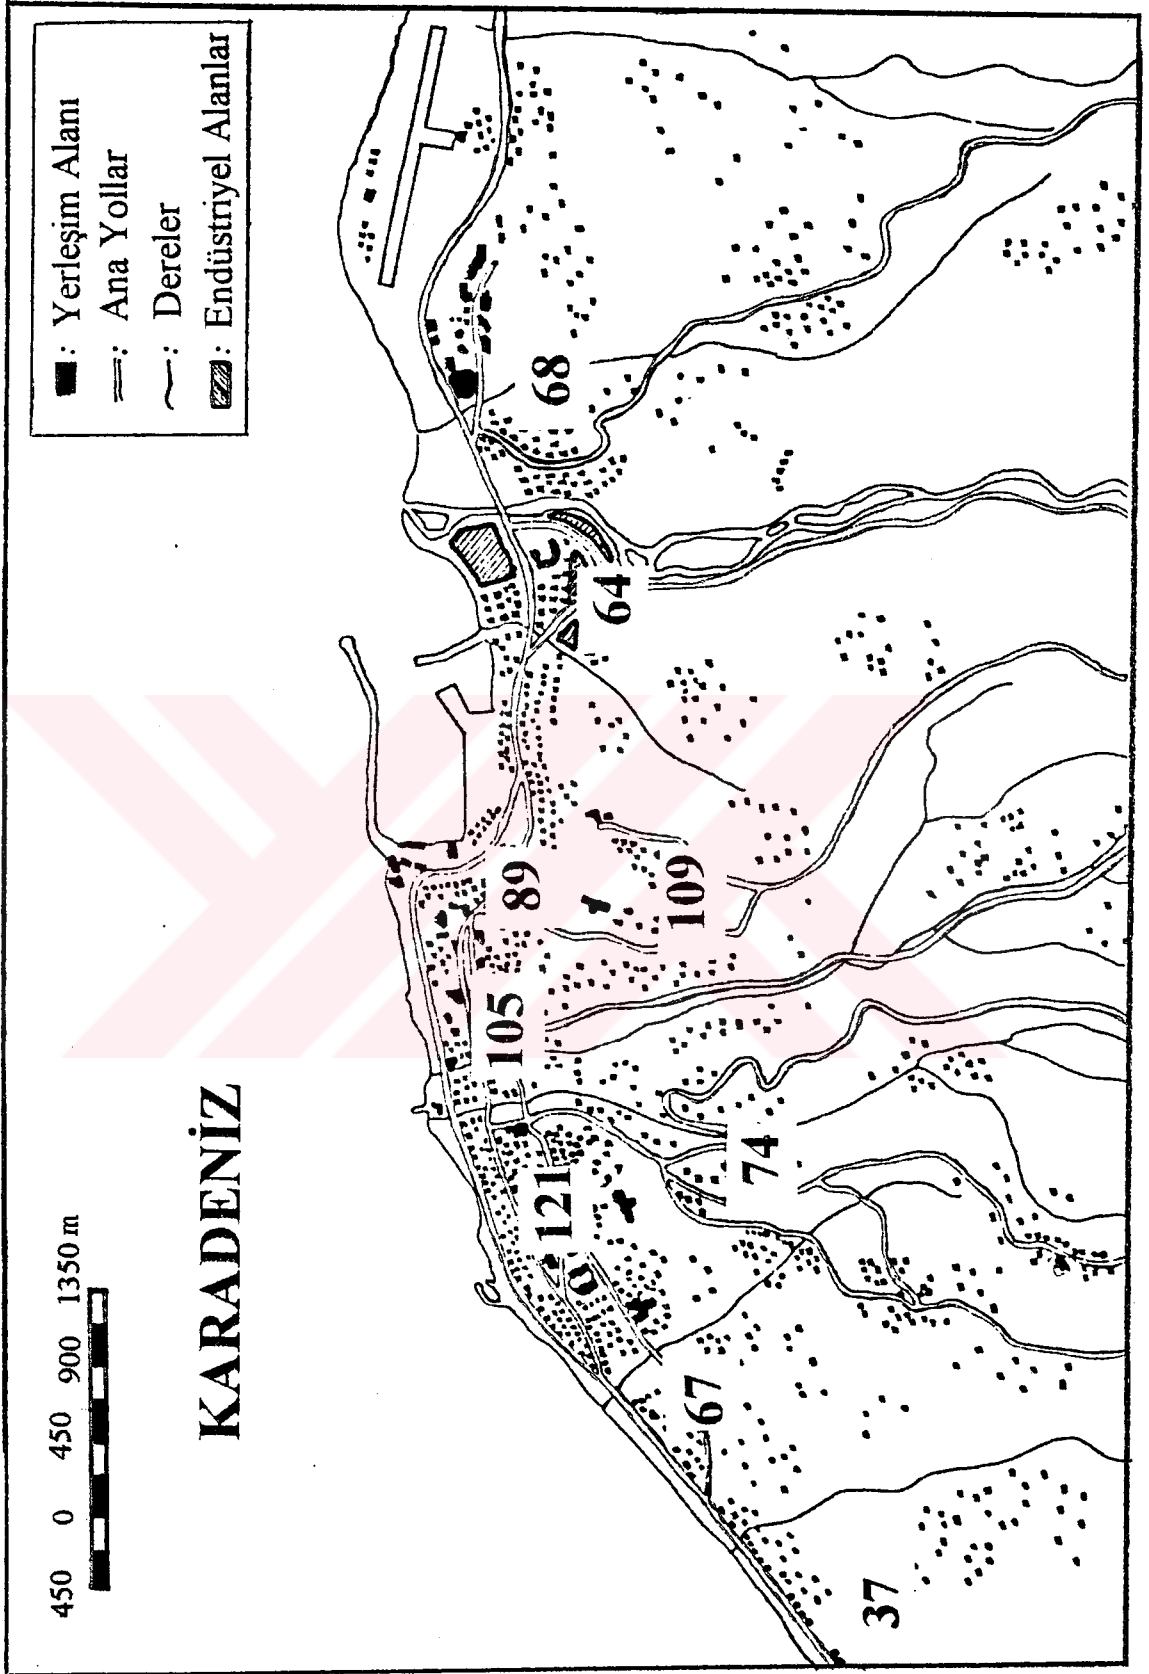 ■: Yerleşim Alanı
═: Ana Yollar
~: Dereler
▨: Endüstriyel Alanlar
450 0 450 900 1350 m
KARADENİZ
37
67
121
74
105
89
109
64
68